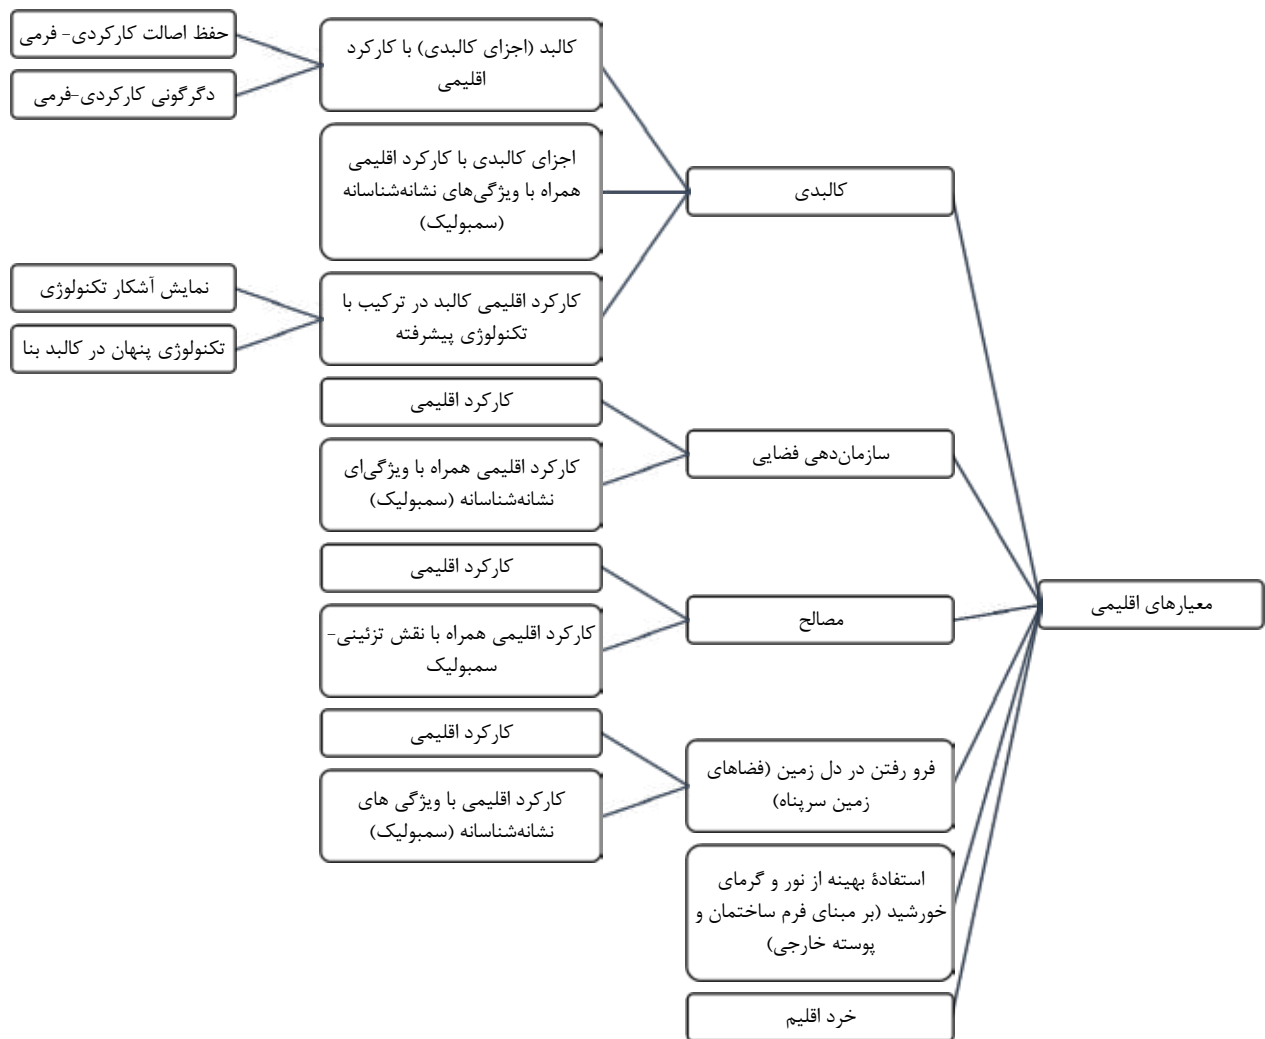 معیارهای اقلیمی
کالبدی
کالبد (اجزای کالبدی) با کارکرد
اقلیمی
حفظ اصالت کارکردی- فرمی
دگرگونی کارکردی-فرمی
اجزای کالبدی با کارکرد اقلیمی
همراه با ویژگی‌های نشانه‌شناسانه
(سمبولیک)
کارکرد اقلیمی کالبد در ترکیب با
تکنولوژی پیشرفته
نمایش آشکار تکنولوژی
تکنولوژی پنهان در کالبد بنا
سازمان‌دهی فضایی
کارکرد اقلیمی
کارکرد اقلیمی همراه با ویژگی‌ای
نشانه‌شناسانه (سمبولیک)
مصالح
کارکرد اقلیمی
کارکرد اقلیمی همراه با نقش تزئینی-
سمبولیک
فرو رفتن در دل زمین (فضاهای
زمین سرپناه)
کارکرد اقلیمی
کارکرد اقلیمی با ویژگی های
نشانه‌شناسانه (سمبولیک)
استفادهٔ بهینه از نور و گرمای
خورشید (بر مبنای فرم ساختمان و
پوسته خارجی)
خرد اقلیم